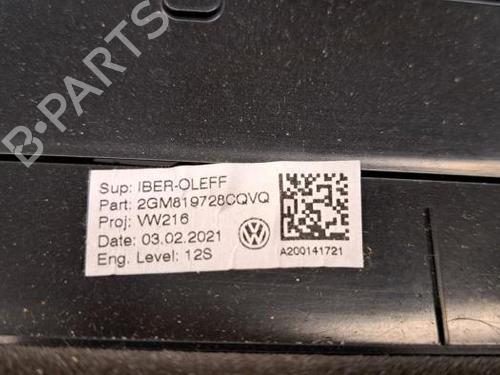 B-PARTS
Sup: IBER-OLEFF
Part: 2GM819728CQVQ
Proj: VW216
Date: 03.02.2021
Eng. Level: 12S
A200141721